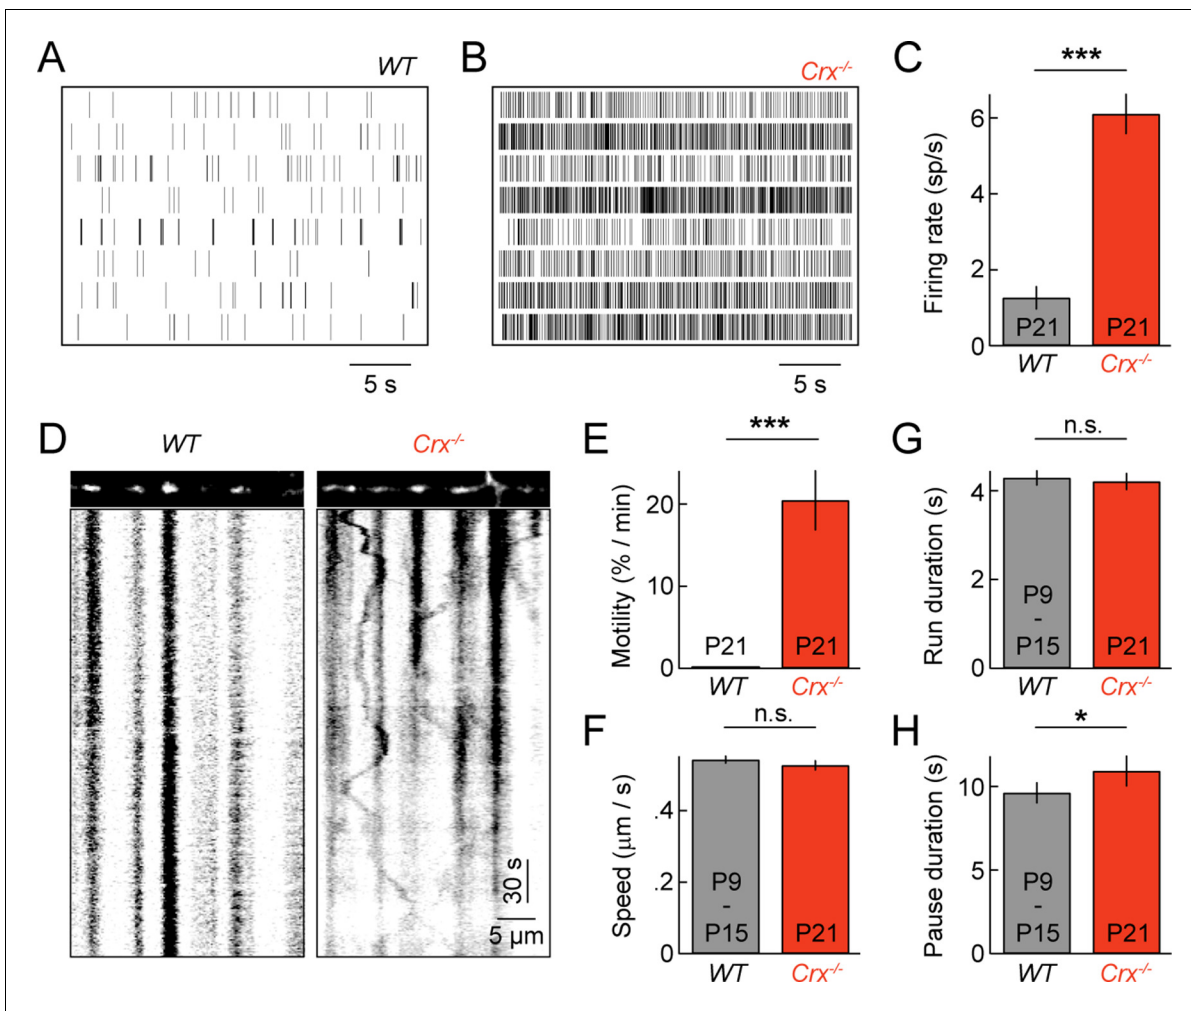 A
WT
5 s
B
Crx-/-
5 s
C
***
Firing rate (sp/s)
6
4
2
0
P21
P21
WT
Crx-/-
D
WT
Crx-/-
30 s
5 μm
E
***
Motility (% / min)
20
10
0
P21
P21
WT
Crx-/-
F
n.s.
Speed (μm / s)
.4
.2
0
P9
-
P15
P21
WT
Crx-/-
G
n.s.
Run duration (s)
4
2
0
P9
-
P15
P21
WT
Crx-/-
H
*
Pause duration (s)
10
5
0
P9
-
P15
P21
WT
Crx-/-